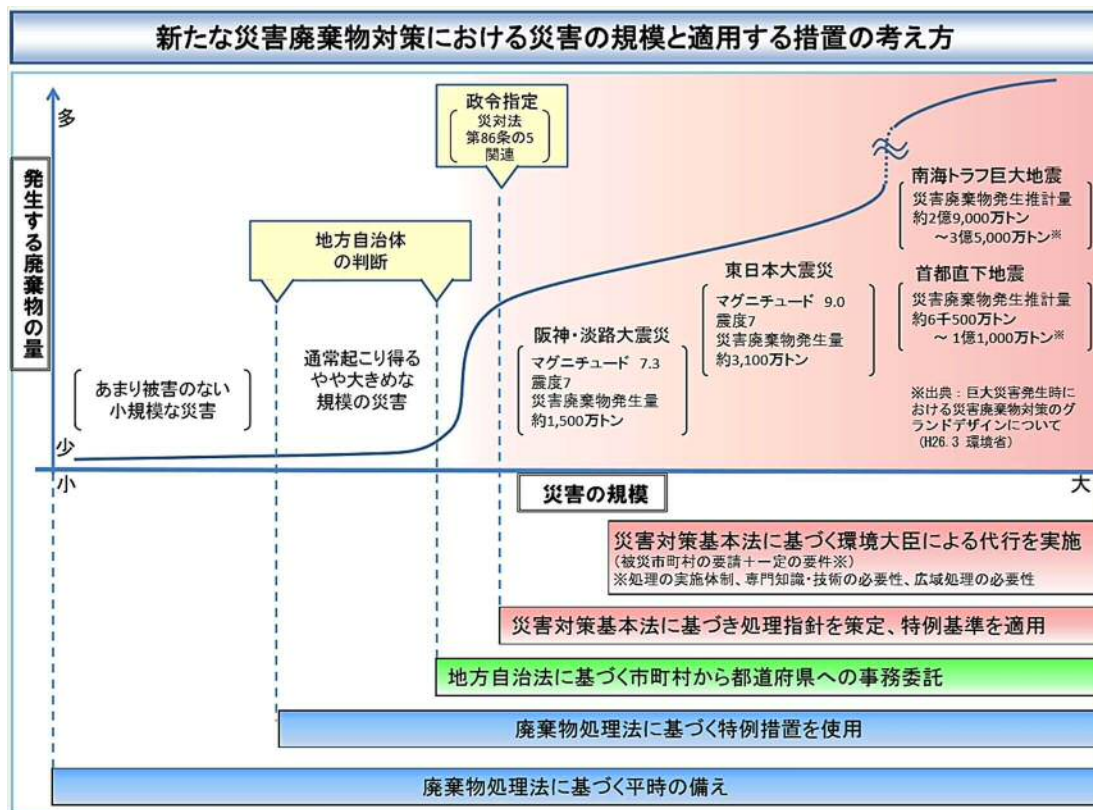 新たな災害廃棄物対策における災害の規模と適用する措置の考え方
発生する廃棄物の量
多
少
小
大
災害の規模
政令指定
災対法
第86条の5
関連
地方自治体
の判断
あまり被害のない
小規模な災害
通常起こり得る
やや大きめな
規模の災害
阪神・淡路大震災
マグニチュード 7.3
震度7
災害廃棄物発生量
約1,500万トン
東日本大震災
マグニチュード 9.0
震度7
災害廃棄物発生量
約3,100万トン
南海トラフ巨大地震
災害廃棄物発生推計量
約2億9,000万トン
～3億5,000万トン※
首都直下地震
災害廃棄物発生推計量
約6千500万トン
～ 1億1,000万トン※
※出典：巨大災害発生時に
おける災害廃棄物対策のグ
ランドデザインについて
(H26.3 環境省)
災害対策基本法に基づく環境大臣による代行を実施
(被災市町村の要請＋一定の要件※)
※処理の実施体制、専門知識・技術の必要性、広域処理の必要性
災害対策基本法に基づき処理指針を策定、特例基準を適用
地方自治法に基づく市町村から都道府県への事務委託
廃棄物処理法に基づく特例措置を使用
廃棄物処理法に基づく平時の備え